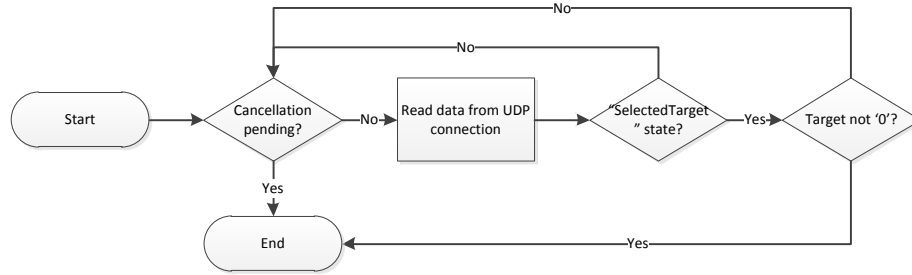 No
No
Cancellation
pending?
Start
No
Read data from UDP
connection
“SelectedTarget
” state?
Yes
Target not ‘0’?
Yes
End
Yes